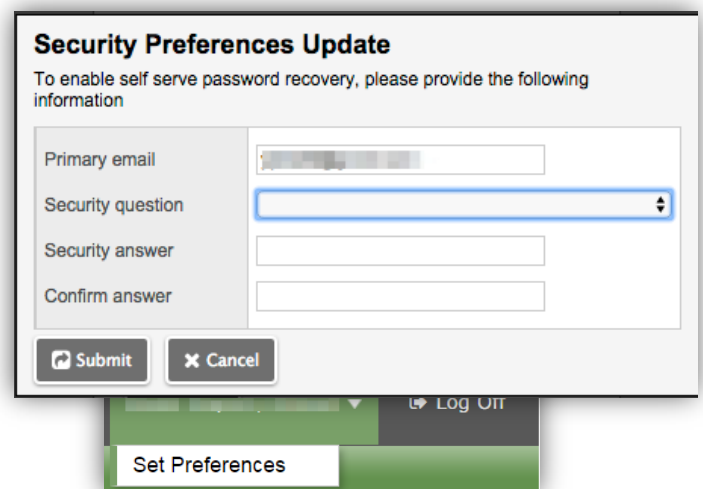 Security Preferences Update
To enable self serve password recovery, please provide the following
information
Primary email
Security question
Security answer
Confirm answer
Submit
Cancel
Log Off
Set Preferences